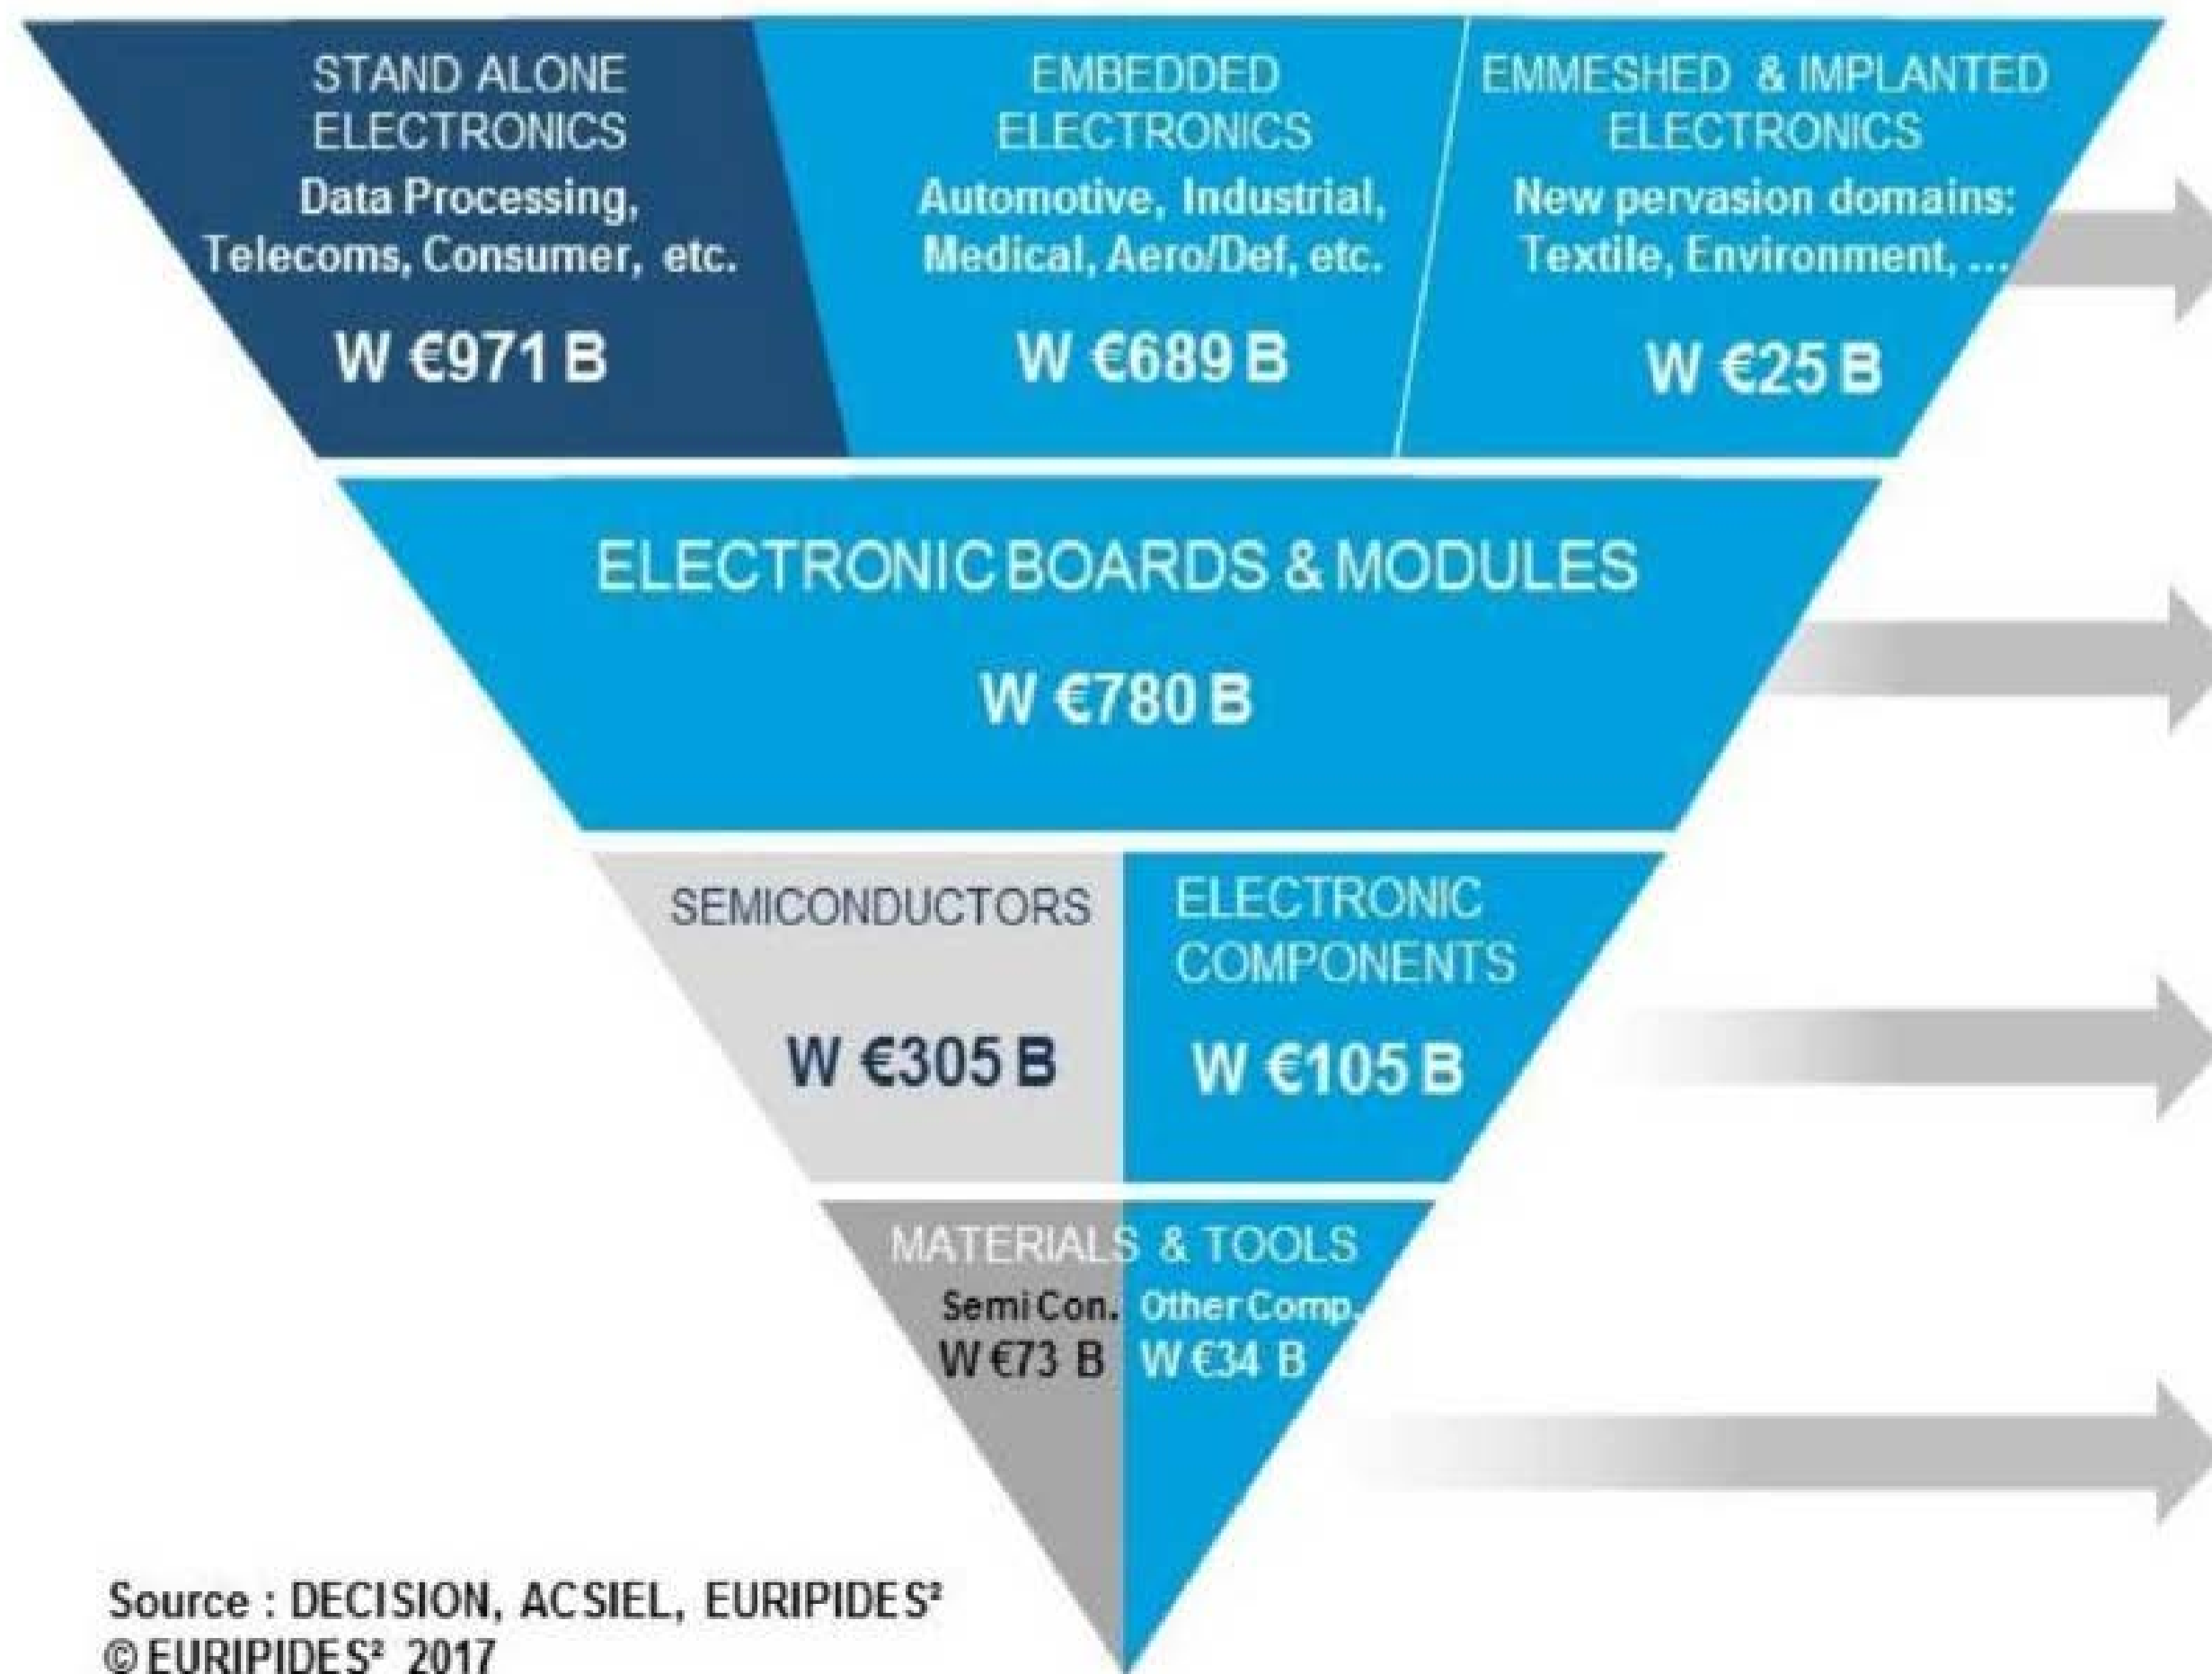 STAND ALONE
ELECTRONICS
Data Processing,
Telecoms, Consumer, etc.
W €971 B
EMBEDDED
ELECTRONICS
Automotive, Industrial,
Medical, Aero/Def, etc.
W €689 B
EMMESHED & IMPLANTED
ELECTRONICS
New pervasion domains:
Textile, Environment, ...
W €25 B
ELECTRONIC BOARDS & MODULES
W €780 B
SEMICONDUCTORS
W €305 B
ELECTRONIC
COMPONENTS
W €105 B
MATERIALS & TOOLS
Semi Con.
W €73 B
Other Comp.
W €34 B
Source : DECISION, ACSIEL, EURIPIDES²
© EURIPIDES² 2017